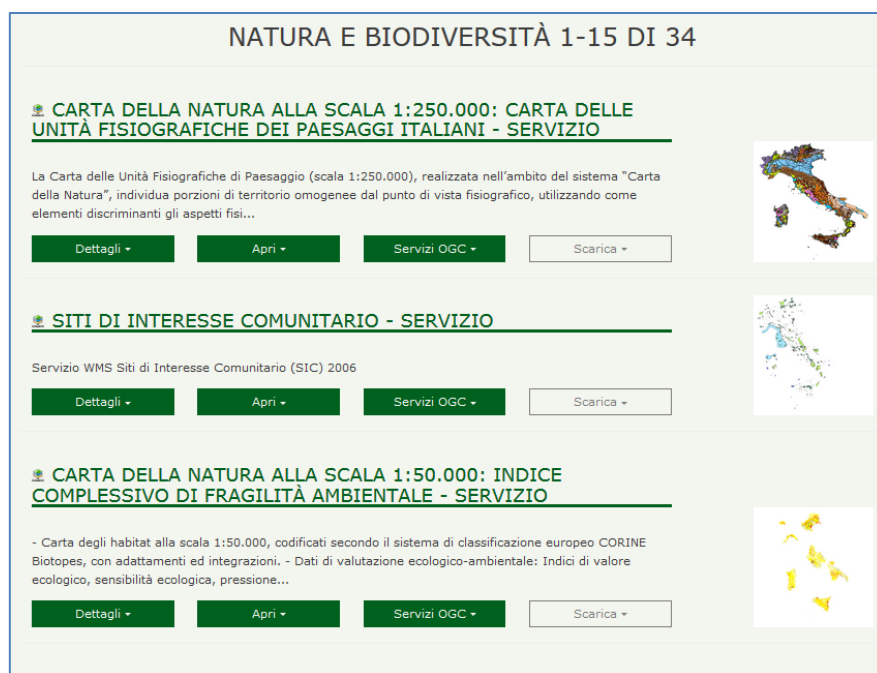 NATURA E BIODIVERSITÀ 1-15 DI 34
CARTA DELLA NATURA ALLA SCALA 1:250.000: CARTA DELLE
UNITÀ FISIOGRAFICHE DEI PAESAGGI ITALIANI - SERVIZIO
La Carta delle Unità Fisiografiche di Paesaggio (scala 1:250.000), realizzata nell'ambito del sistema "Carta
della Natura", individua porzioni di territorio omogenee dal punto di vista fisiografico, utilizzando come
elementi discriminanti gli aspetti fisi...
Dettagli Apri Servizi OGC Scarica
SITI DI INTERESSE COMUNITARIO - SERVIZIO
Servizio WMS Siti di Interesse Comunitario (SIC) 2006
Dettagli Apri Servizi OGC Scarica
CARTA DELLA NATURA ALLA SCALA 1:50.000: INDICE
COMPLESSIVO DI FRAGILITÀ AMBIENTALE - SERVIZIO
- Carta degli habitat alla scala 1:50.000, codificati secondo il sistema di classificazione europeo CORINE
Biotopes, con adattamenti ed integrazioni. - Dati di valutazione ecologico-ambientale: Indici di valore
ecologico, sensibilità ecologica, pressione...
Dettagli Apri Servizi OGC Scarica